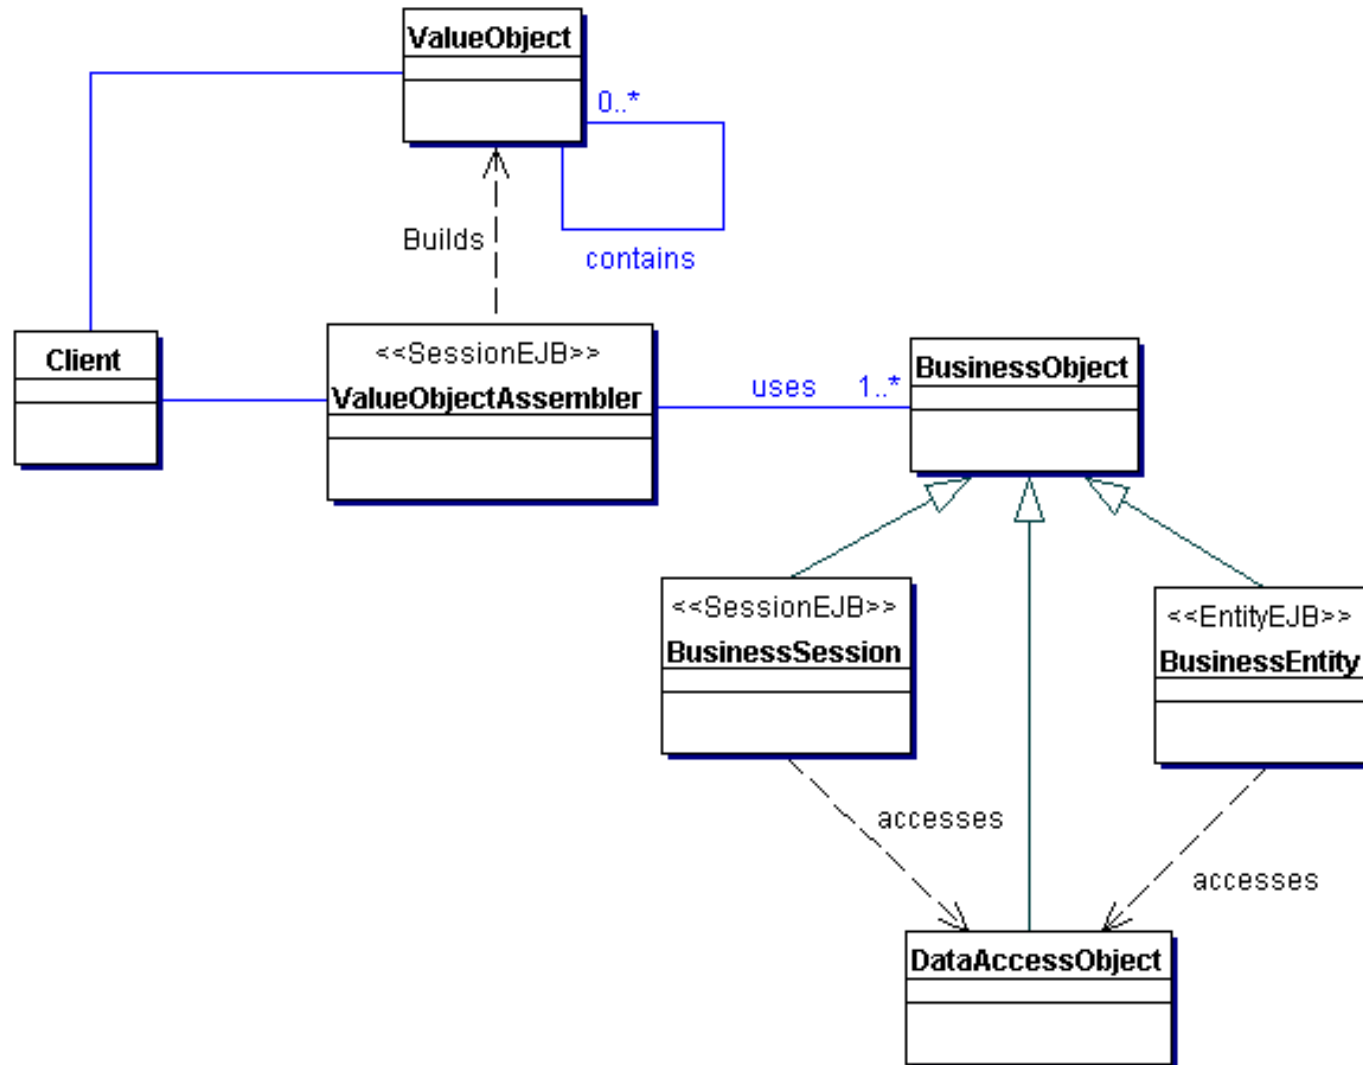 ValueObject
0..*
Builds
contains
Client
<<SessionEJB>>
ValueObjectAssembler
uses 1..*
BusinessObject
<<SessionEJB>>
BusinessSession
<<EntityEJB>>
BusinessEntity
accesses
accesses
DataAccessObject